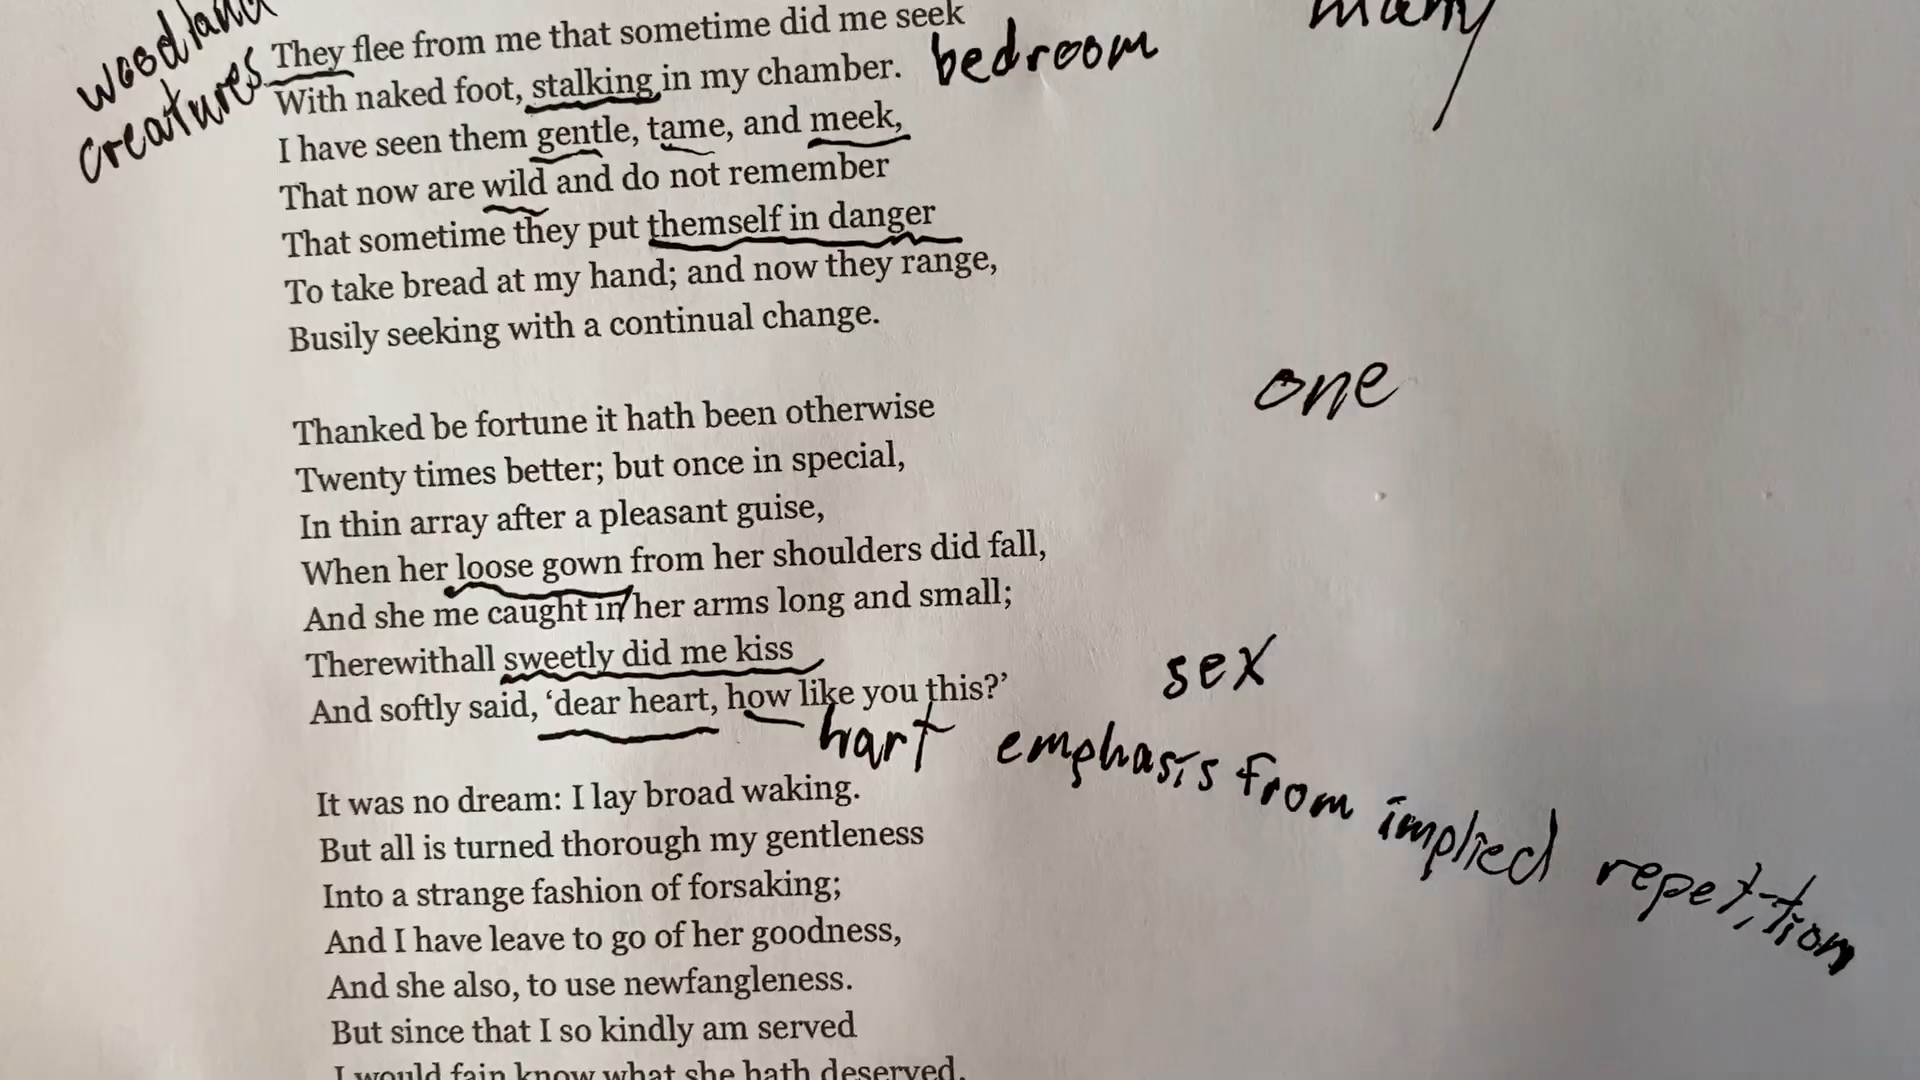 woodland
creatures
They flee from me that sometime did me seek
many
With naked foot, stalking in my chamber.
bedroom
I have seen them gentle, tame, and meek,
That now are wild and do not remember
That sometime they put themself in danger
To take bread at my hand; and now they range,
Busily seeking with a continual change.
one
Thanked be fortune it hath been otherwise
Twenty times better; but once in special,
In thin array after a pleasant guise,
When her loose gown from her shoulders did fall,
And she me caught in her arms long and small;
Therewithall sweetly did me kiss
sex
And softly said, ‘dear heart, how like you this?’
hart emphasis from implied repetition
It was no dream: I lay broad waking.
But all is turned thorough my gentleness
Into a strange fashion of forsaking;
And I have leave to go of her goodness,
And she also, to use newfangleness.
But since that I so kindly am served
I would fain know what she hath deserved.